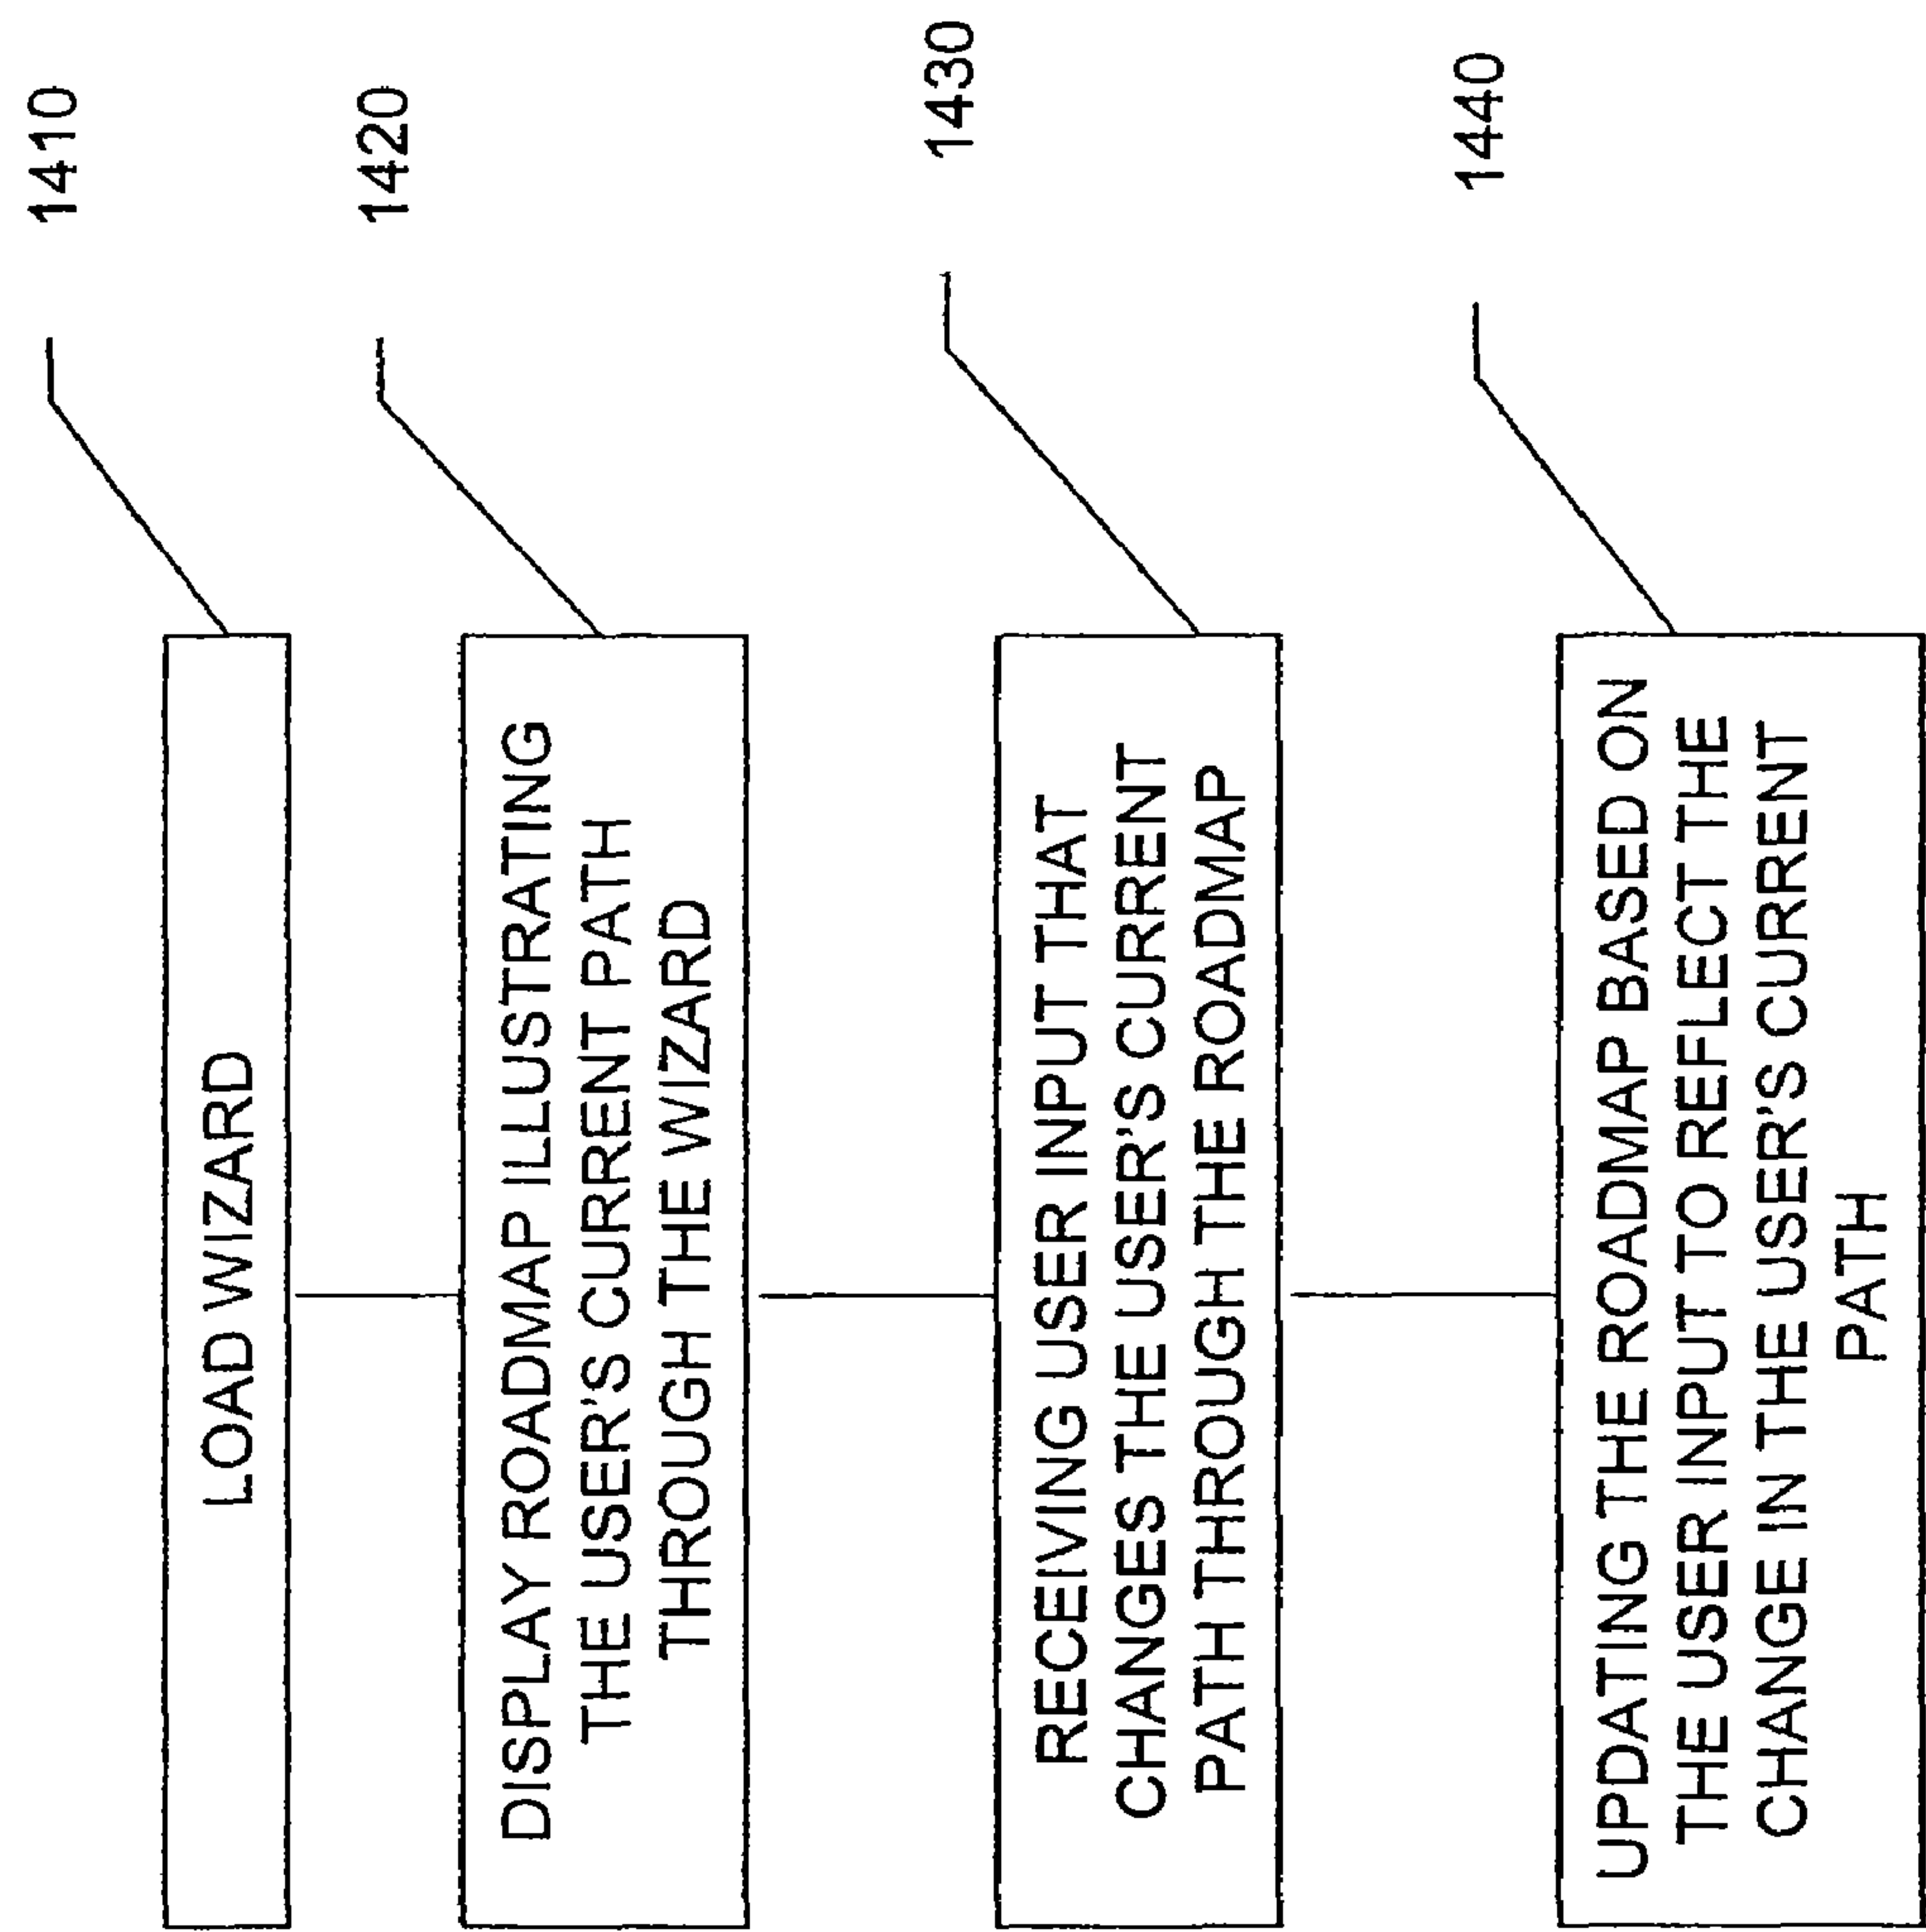 LOAD WIZARD
1410
DISPLAY ROADMAP ILLUSTRATING
THE USER'S CURRENT PATH
THROUGH THE WIZARD
1420
RECEIVING USER INPUT THAT
CHANGES THE USER'S CURRENT
PATH THROUGH THE ROADMAP
1430
UPDATING THE ROADMAP BASED ON
THE USER INPUT TO REFLECT THE
CHANGE IN THE USER'S CURRENT
PATH
1440